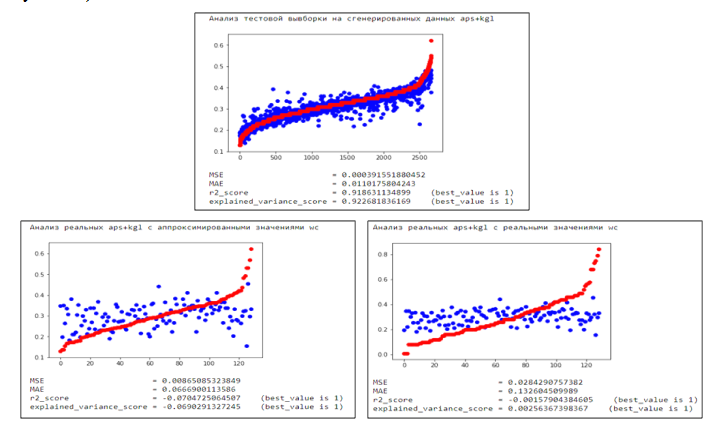 Анализ тестовой вывборки на сгенерированных данных aps+kgl
0.6
0.5
0.4
0.3
0.2
0.1
0 500 1000 1500 2000 2500
MSE = 0.000391551880452
MAE = 0.0110175804243
r2_score = 0.918631134899 (best_value is 1)
explained_variance_score = 0.922681836169 (best_value is 1)
Анализ реальных aps+kgl с аппроксимированными значениями wc
0.6
0.5
0.4
0.3
0.2
0.1
0 20 40 60 80 100 120
MSE = 0.00865085323849
MAE = 0.0666900113586
r2_score = -0.0704725064507 (best_value is 1)
explained_variance_score = -0.0690291327245 (best_value is 1)
Анализ реальных aps+kgl с реальными значениями wc
0.8
0.6
0.4
0.2
0.0
0 20 40 60 80 100 120
MSE = 0.0284290757382
MAE = 0.132604509989
r2_score = -0.00157904384605 (best_value is 1)
explained_variance_score = 0.00256367398367 (best_value is 1)